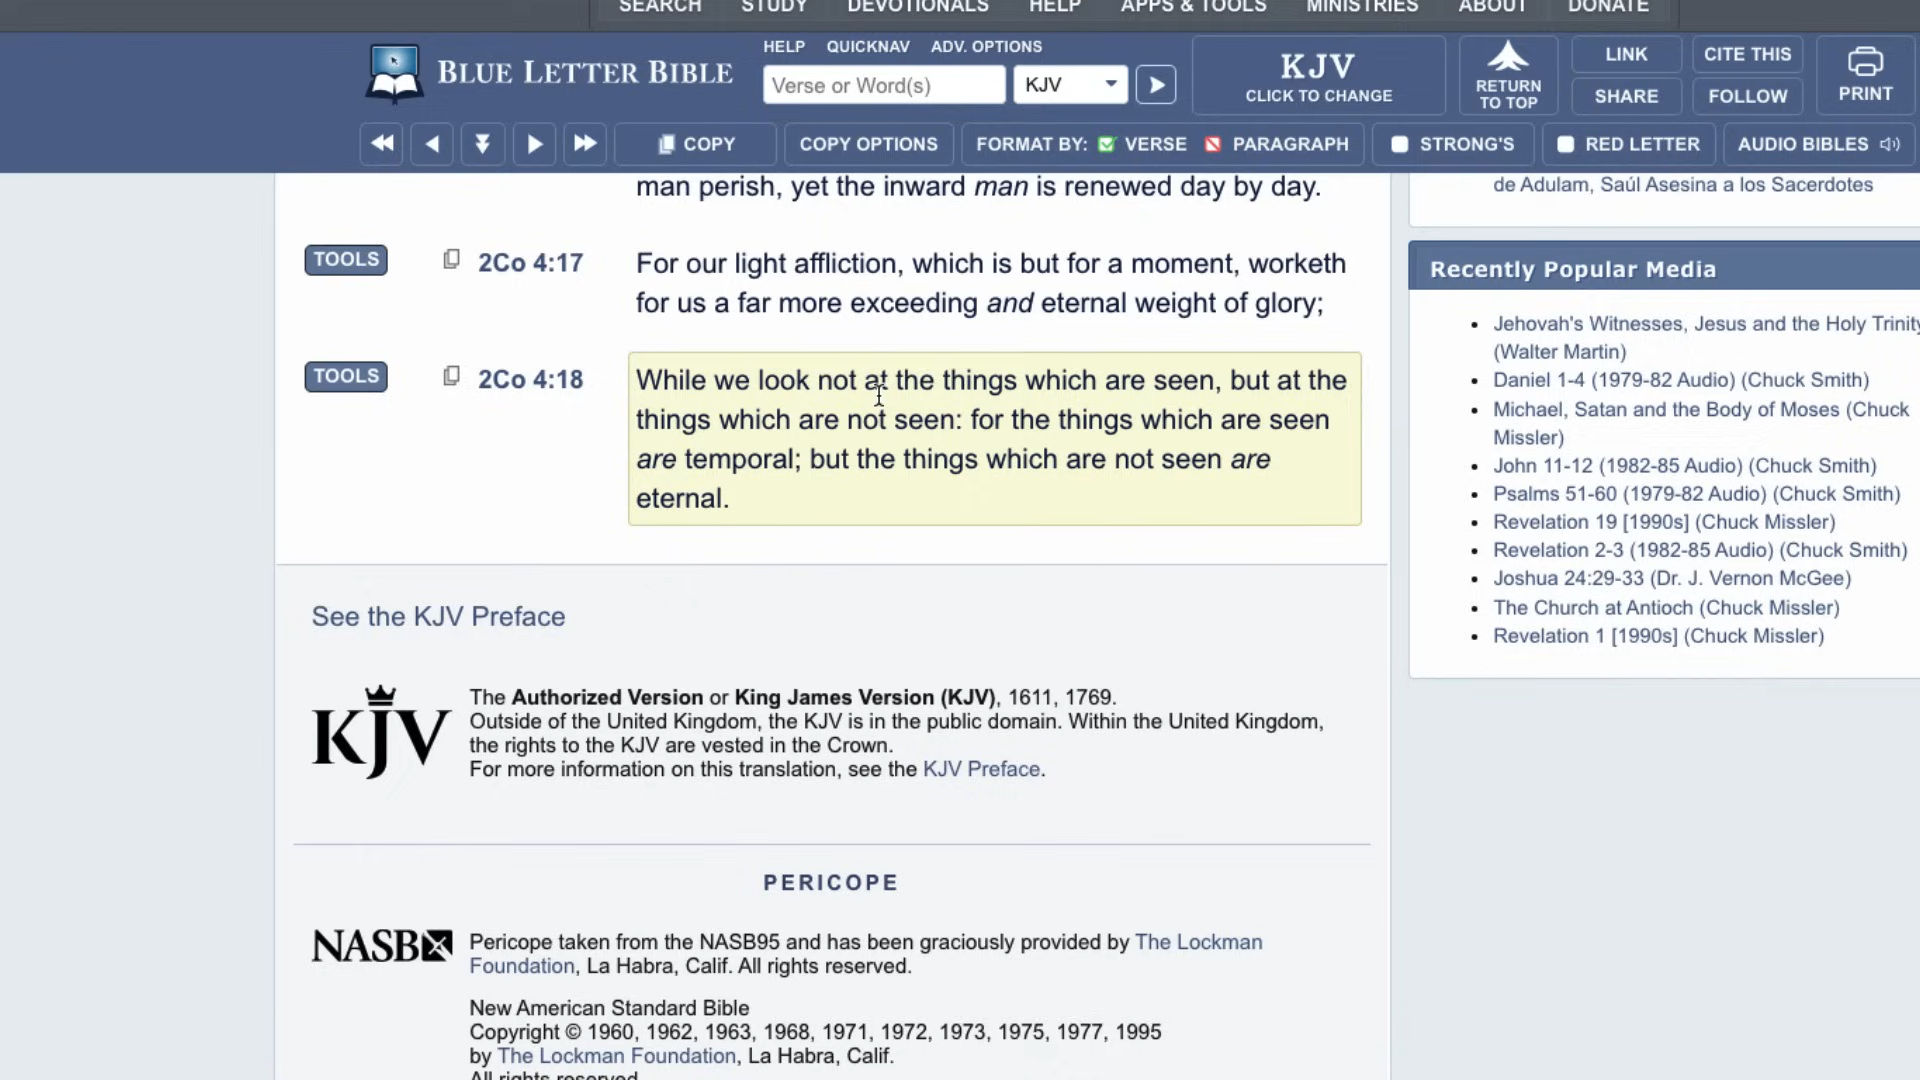 SEARCH STUDY DEVOTIONALS HELP APPS & TOOLS MINISTRIES ABOUT DONATE
BLUE LETTER BIBLE
HELP QUICKNAV ADV. OPTIONS
Verse or Word(s) KJV
KJV
CLICK TO CHANGE
RETURN
TO TOP
LINK CITE THIS
SHARE FOLLOW
PRINT
COPY COPY OPTIONS FORMAT BY: VERSE PARAGRAPH STRONG'S RED LETTER AUDIO BIBLES
man perish, yet the inward man is renewed day by day.
TOOLS 2Co 4:17 For our light affliction, which is but for a moment, worketh
for us a far more exceeding and eternal weight of glory;
TOOLS 2Co 4:18 While we look not at the things which are seen, but at the
things which are not seen: for the things which are seen
are temporal; but the things which are not seen are
eternal.
See the KJV Preface
KJV
The Authorized Version or King James Version (KJV), 1611, 1769.
Outside of the United Kingdom, the KJV is in the public domain. Within the United Kingdom,
the rights to the KJV are vested in the Crown.
For more information on this translation, see the KJV Preface.
PERICOPE
NASB
Pericope taken from the NASB95 and has been graciously provided by The Lockman
Foundation, La Habra, Calif. All rights reserved.
New American Standard Bible
Copyright © 1960, 1962, 1963, 1968, 1971, 1972, 1973, 1975, 1977, 1995
by The Lockman Foundation, La Habra, Calif.
All rights reserved
de Adulam, Saúl Asesina a los Sacerdotes
Recently Popular Media
• Jehovah's Witnesses, Jesus and the Holy Trinity
(Walter Martin)
• Daniel 1-4 (1979-82 Audio) (Chuck Smith)
• Michael, Satan and the Body of Moses (Chuck
Missler)
• John 11-12 (1982-85 Audio) (Chuck Smith)
• Psalms 51-60 (1979-82 Audio) (Chuck Smith)
• Revelation 19 [1990s] (Chuck Missler)
• Revelation 2-3 (1982-85 Audio) (Chuck Smith)
• Joshua 24:29-33 (Dr. J. Vernon McGee)
• The Church at Antioch (Chuck Missler)
• Revelation 1 [1990s] (Chuck Missler)